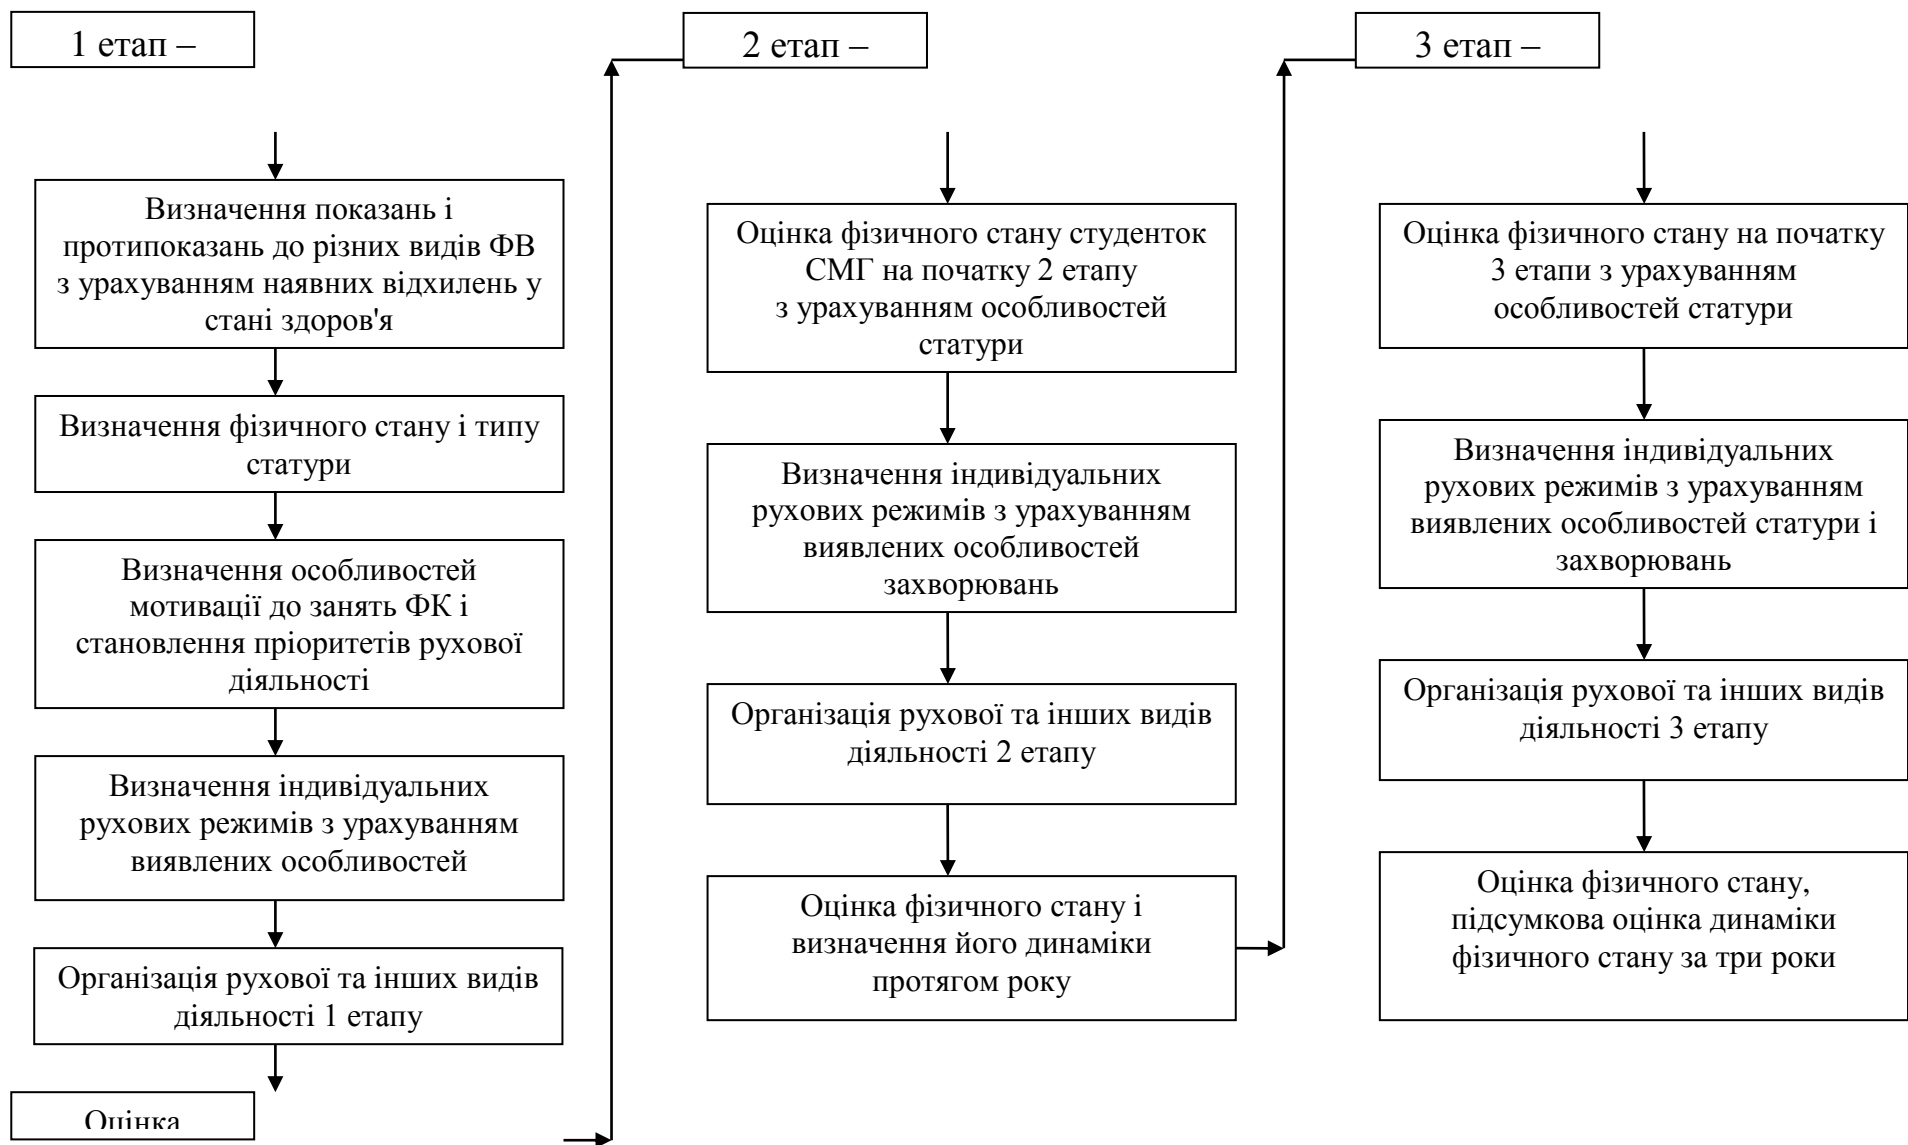 1 етап –
Визначення показань і
протипоказань до різних видів ФВ
з урахуванням наявних відхилень у
стані здоров'я
Визначення фізичного стану і типу
статури
Визначення особливостей
мотивації до занять ФК і
становлення пріоритетів рухової
діяльності
Визначення індивідуальних
рухових режимів з урахуванням
виявлених особливостей
Організація рухової та інших видів
діяльності 1 етапу
Оцінка
2 етап –
Оцінка фізичного стану студенток
СМГ на початку 2 етапу
з урахуванням особливостей
статури
Визначення індивідуальних
рухових режимів з урахуванням
виявлених особливостей
захворювань
Організація рухової та інших видів
діяльності 2 етапу
Оцінка фізичного стану і
визначення його динаміки
протягом року
3 етап –
Оцінка фізичного стану на початку
3 етапи з урахуванням
особливостей статури
Визначення індивідуальних
рухових режимів з урахуванням
виявлених особливостей статури і
захворювань
Організація рухової та інших видів
діяльності 3 етапу
Оцінка фізичного стану,
підсумкова оцінка динаміки
фізичного стану за три роки